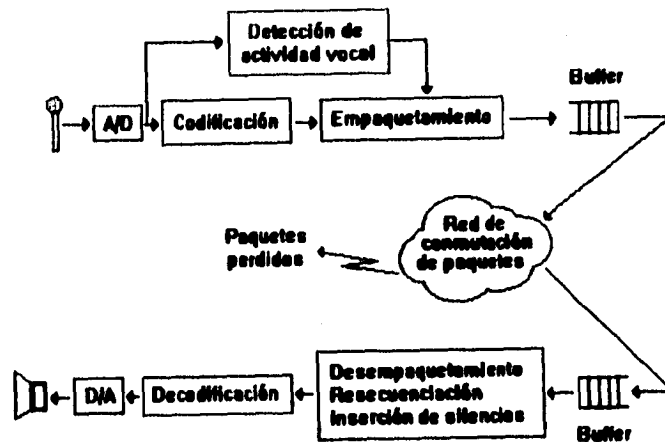 Detección de
actividad vocal
Buffer
A/D
Codificación
Empaquetamiento
Red de
conmutación
de paquetes
Paquetes
perdidos
Desempaquetamiento
Resecuenciación
Inserción de silencios
D/A
Decodificación
Buffer